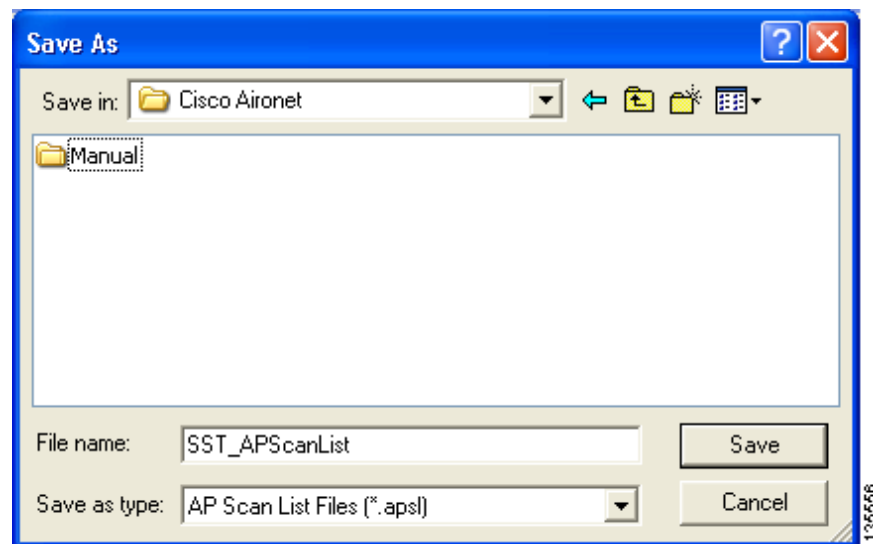 Save As
Save in: Cisco Aironet
Manual
File name: SST_APScanList Save
Save as type: AP Scan List Files (*.apsl) Cancel